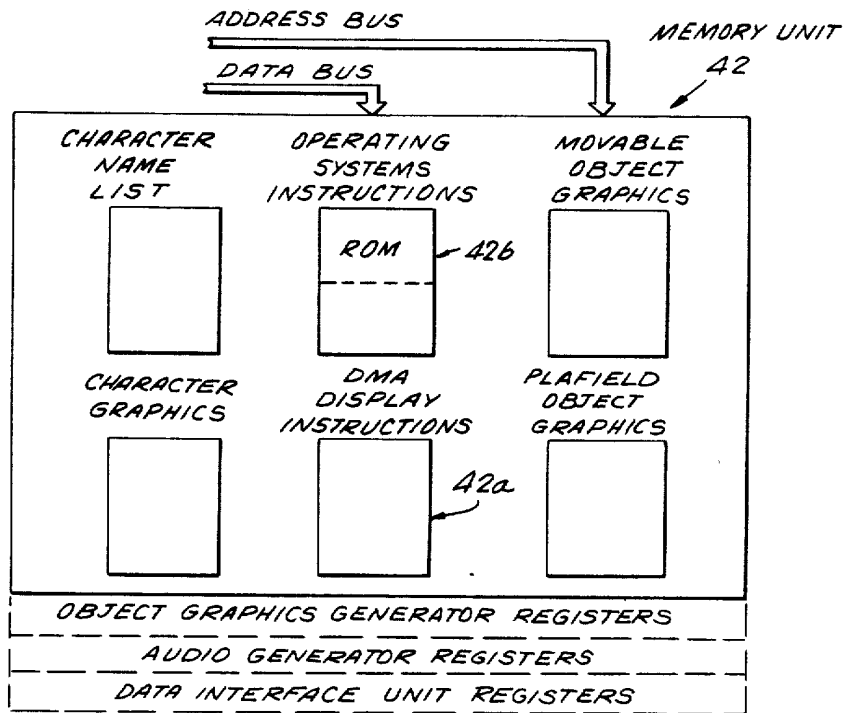 ADDRESS BUS
MEMORY UNIT
42
DATA BUS
CHARACTER
NAME
LIST
OPERATING
SYSTEMS
INSTRUCTIONS
MOVABLE
OBJECT
GRAPHICS
ROM
42b
CHARACTER
GRAPHICS
DMA
DISPLAY
INSTRUCTIONS
PLAFIELD
OBJECT
GRAPHICS
42a
OBJECT GRAPHICS GENERATOR REGISTERS
AUDIO GENERATOR REGISTERS
DATA INTERFACE UNIT REGISTERS